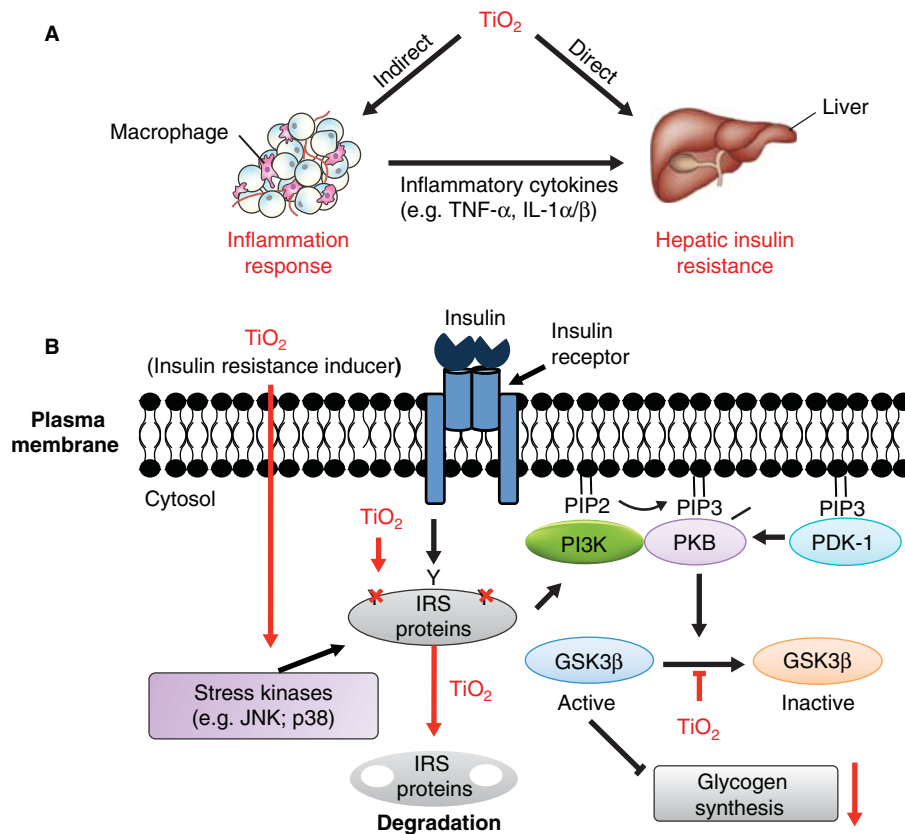 A
TiO2
Indirect
Direct
Macrophage
Liver
Inflammatory cytokines
(e.g. TNF-α, IL-1α/β)
Inflammation
response
Hepatic insulin
resistance
B
TiO2
(Insulin resistance inducer)
Insulin
Insulin
receptor
Plasma
membrane
Cytosol
PIP2
PIP3
PIP3
TiO2
PI3K
PKB
PDK-1
Y
Y
Y
IRS
proteins
Stress kinases
(e.g. JNK; p38)
TiO2
GSK3β
GSK3β
Active
Inactive
TiO2
IRS
proteins
Degradation
Glycogen
synthesis